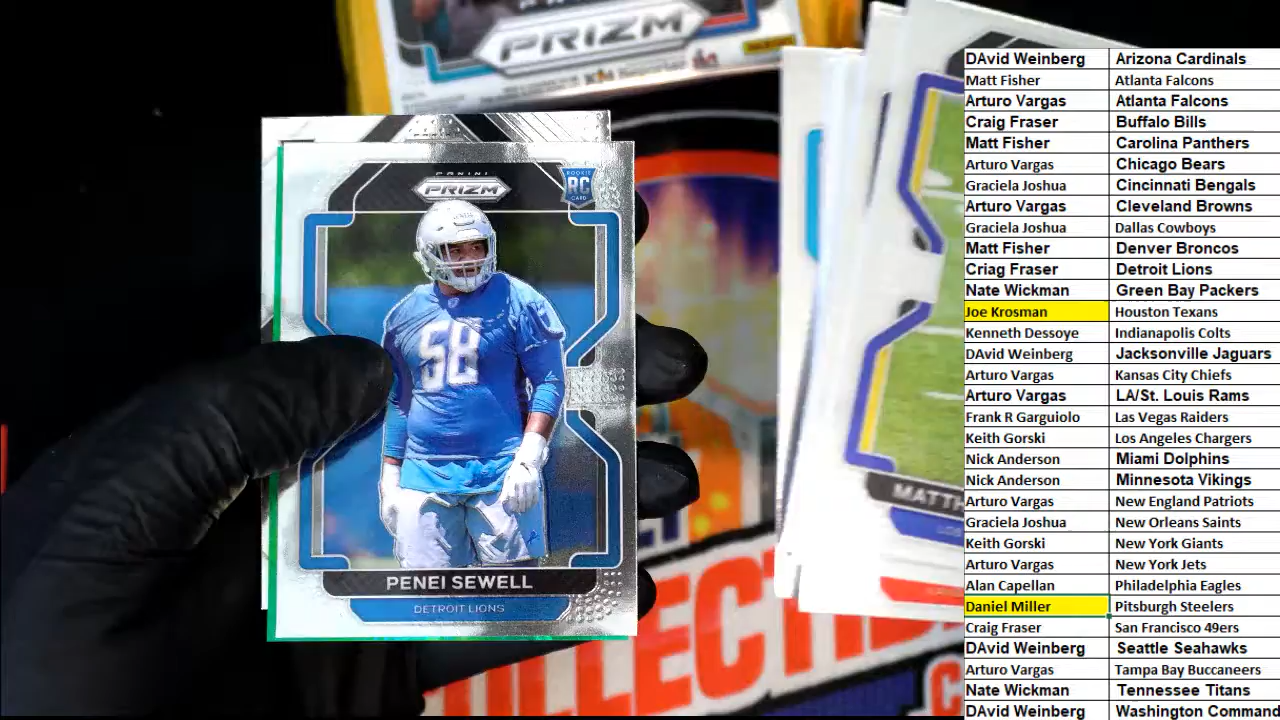 PRIZM
PANINI
PRIZM
ROOKIE
RC
CARD
58
PENEI SEWELL
DETROIT LIONS
MATTH
COLLECTI
DAvid Weinberg Arizona Cardinals
Matt Fisher Atlanta Falcons
Arturo Vargas Atlanta Falcons
Craig Fraser Buffalo Bills
Matt Fisher Carolina Panthers
Arturo Vargas Chicago Bears
Graciela Joshua Cincinnati Bengals
Arturo Vargas Cleveland Browns
Graciela Joshua Dallas Cowboys
Matt Fisher Denver Broncos
Criag Fraser Detroit Lions
Nate Wickman Green Bay Packers
Joe Krosman Houston Texans
Kenneth Dessoye Indianapolis Colts
DAvid Weinberg Jacksonville Jaguars
Arturo Vargas Kansas City Chiefs
Arturo Vargas LA/St. Louis Rams
Frank R Garguiolo Las Vegas Raiders
Keith Gorski Los Angeles Chargers
Nick Anderson Miami Dolphins
Nick Anderson Minnesota Vikings
Arturo Vargas New England Patriots
Graciela Joshua New Orleans Saints
Keith Gorski New York Giants
Arturo Vargas New York Jets
Alan Capellan Philadelphia Eagles
Daniel Miller Pitsburgh Steelers
Craig Fraser San Francisco 49ers
DAvid Weinberg Seattle Seahawks
Arturo Vargas Tampa Bay Buccaneers
Nate Wickman Tennessee Titans
DAvid Weinberg Washington Command